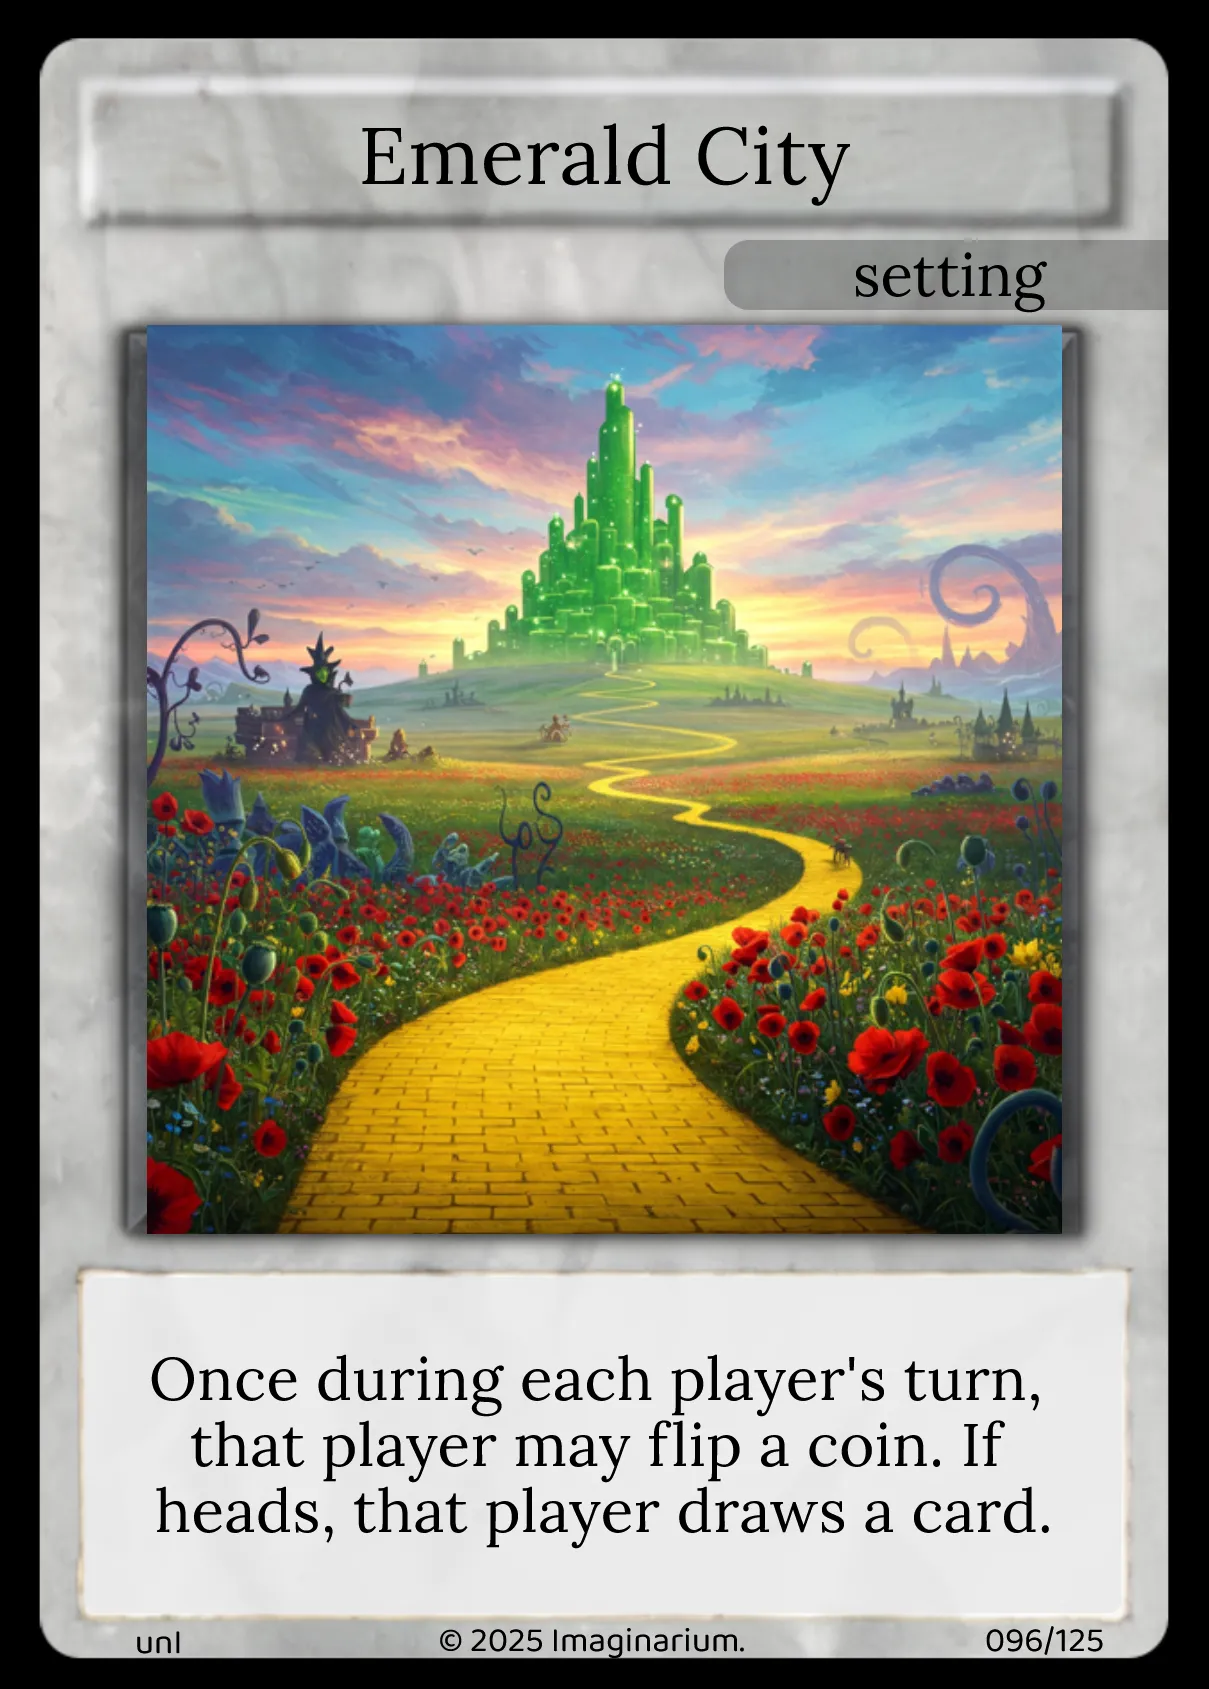 Emerald City
setting
Once during each player's turn,
that player may flip a coin. If
heads, that player draws a card.
unl
© 2025 Imaginarium.
096/125